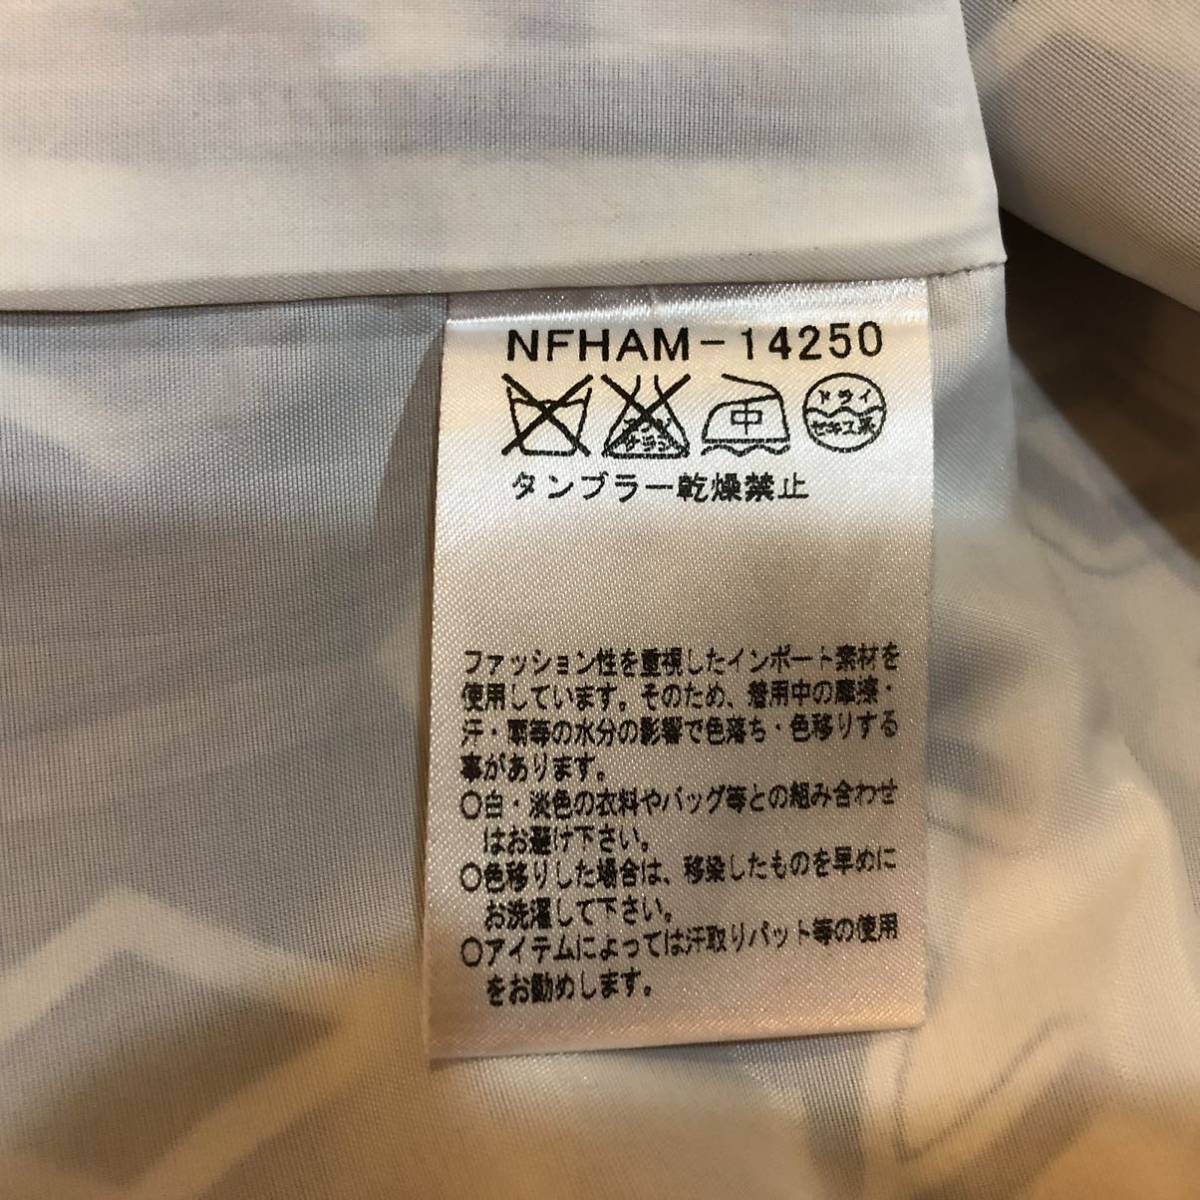 NFHAM-14250
エンソ サラシ 中 ドライ
セキユ系
タンブラー乾燥禁止
ファッション性を重視したインポート素材を
使用しています。そのため、着用中の摩擦・
汗・雨等の水分の影響で色落ち・色移りする
事があります。
○白・淡色の衣料やバッグ等との組み合わせ
はお避け下さい。
○色移りした場合は、移染したものを早めに
お洗濯して下さい。
○アイテムによっては汗取りパット等の使用
をお勧めします。